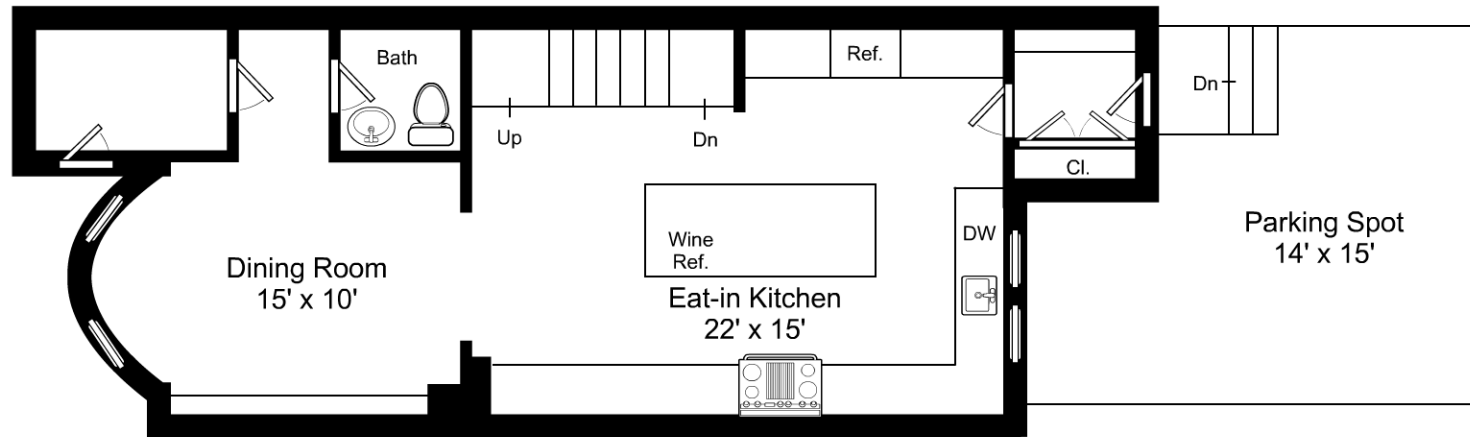 Bath
Ref.
Dn
Up
Dn
Cl.
Wine
Ref.
DW
Parking Spot
14' x 15'
Dining Room
15' x 10'
Eat-in Kitchen
22' x 15'